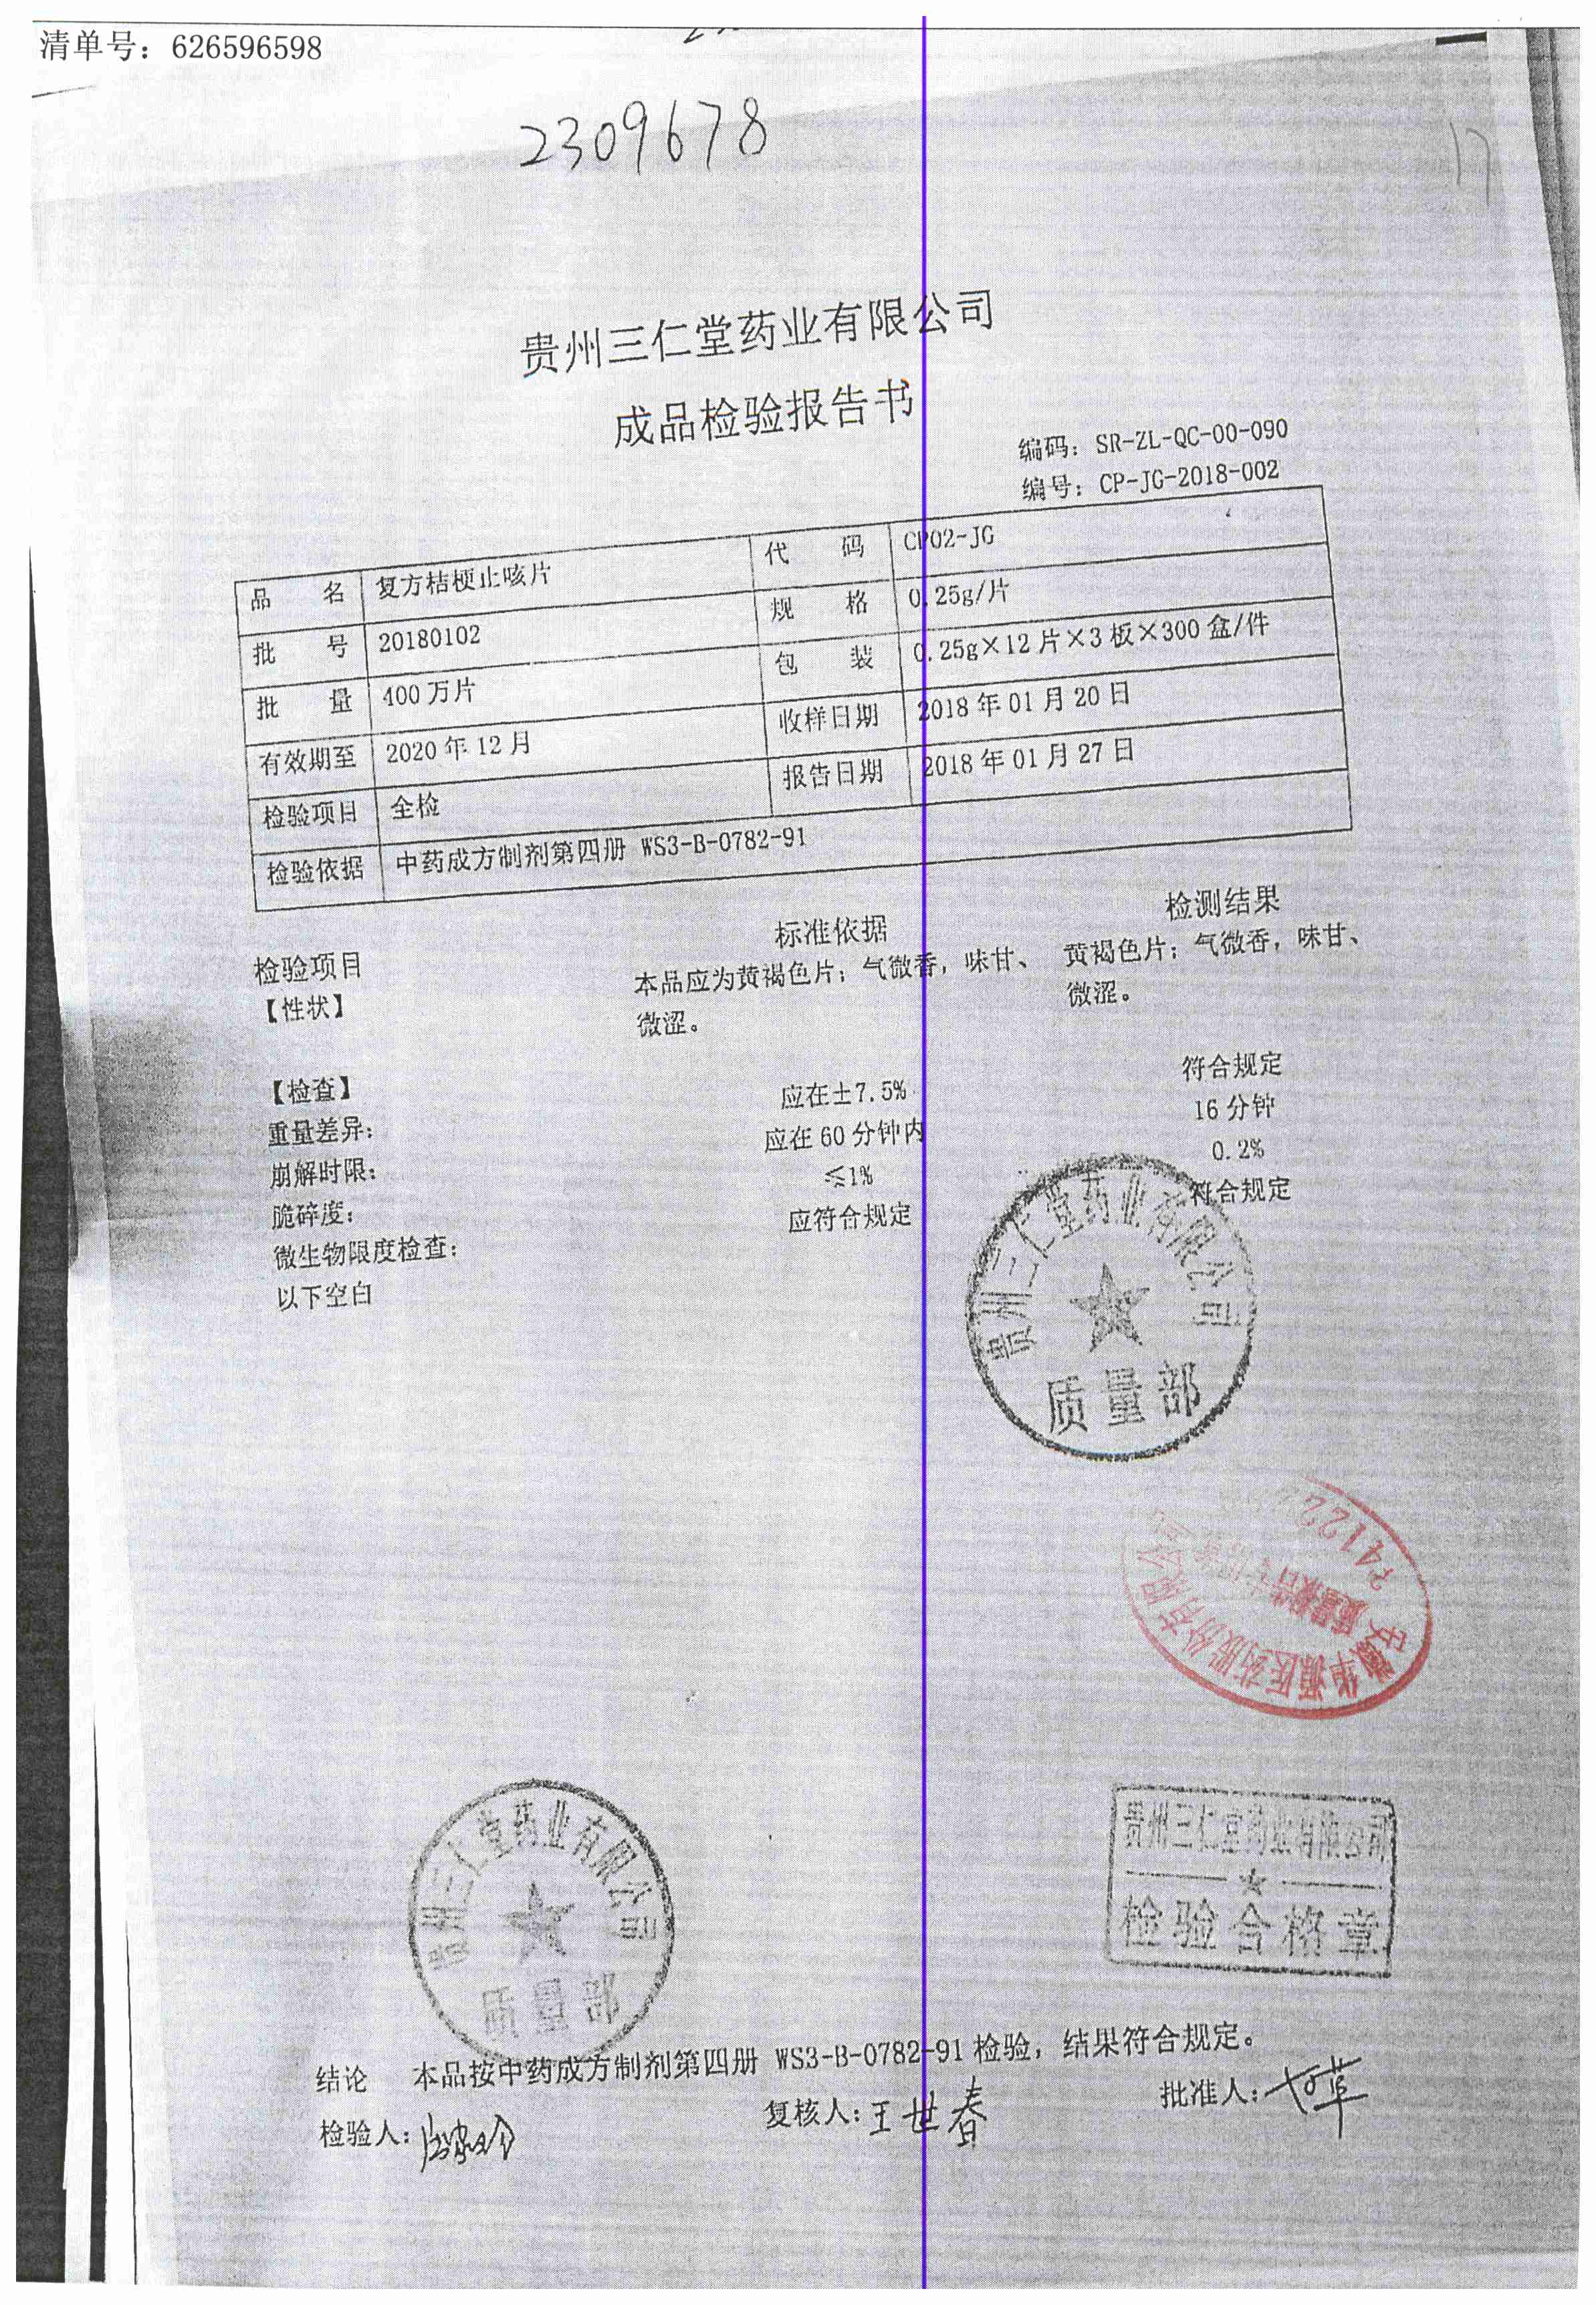 清单号：626596598
2309678
贵州三仁堂药业有限公司
成品检验报告书
编码：SR-ZL-QC-00-090
编号：CP-JG-2018-002
品 名 复方桔梗止咳片 代 码 CP02-JG
批 号 20180102 规 格 0.25g/片
批 量 400万片 包 装 0.25g×12片×3板×300盒/件
有效期至 2020年12月 收样日期 2018年01月20日
检验项目 全检 报告日期 2018年01月27日
检验依据 中药成方制剂第四册 WS3-B-0782-91
检验项目 标准依据 检测结果
【性状】 本品应为黄褐色片；气微香，味甘、 黄褐色片；气微香，味甘、
微涩。 微涩。
【检查】
重量差异： 应在±7.5% 符合规定
崩解时限： 应在60分钟内 16分钟
脆碎度： ≤1% 0.2%
微生物限度检查： 应符合规定 符合规定
以下空白
贵州三仁堂药业有限公司
质量部
安徽华源医药股份有限公司
贵州三仁堂药业有限公司
质量部
贵州三仁堂药业有限公司
检验合格章
结论 本品按中药成方制剂第四册 WS3-B-0782-91检验，结果符合规定。
检验人： 复核人：王世春 批准人：